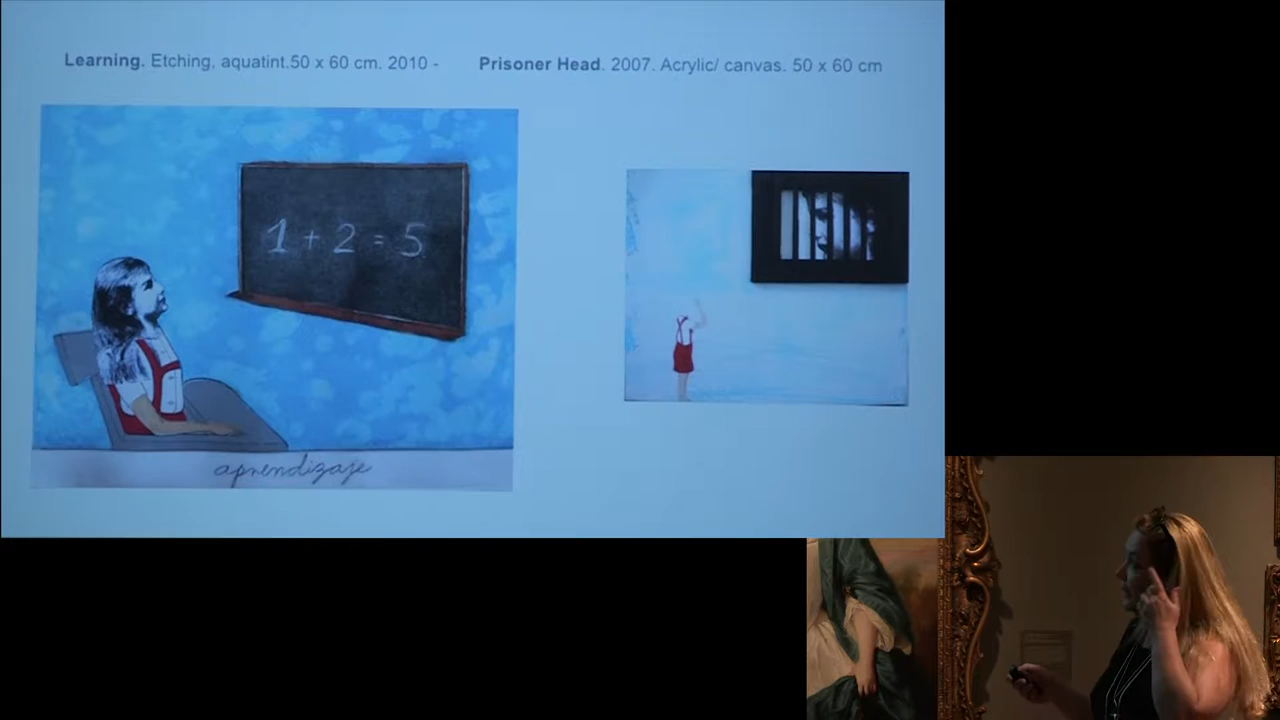 Learning. Etching, aquatint.50 x 60 cm. 2010 -
Prisoner Head. 2007. Acrylic/ canvas. 50 x 60 cm
1 + 2 = 5
aprendizaje